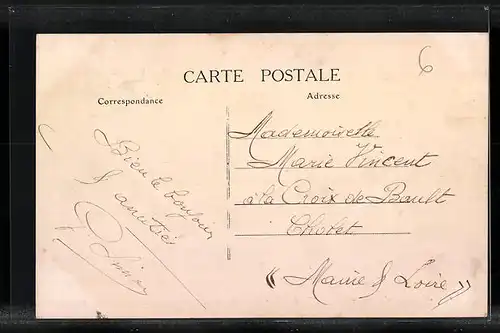 6
CARTE POSTALE
Correspondance
Adresse
Bien le bonjour
& amitiés
Mademoiselle
Marie Vincent
à la Croix de Bault
Cholet
« Maine & Loire »